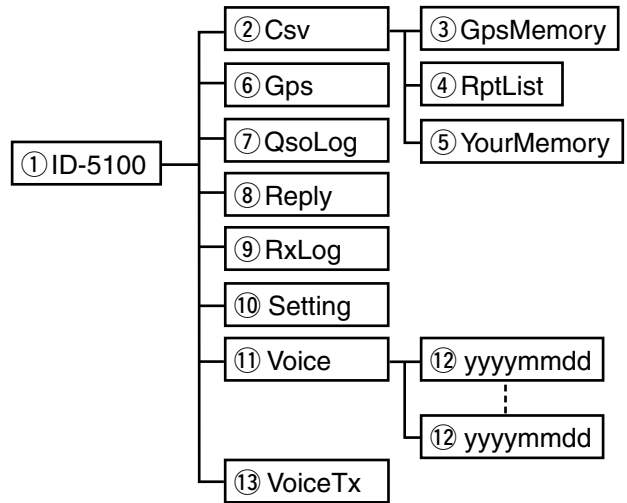 ① ID-5100
② Csv
③ GpsMemory
④ RptList
⑤ YourMemory
⑥ Gps
⑦ QsoLog
⑧ Reply
⑨ RxLog
⑩ Setting
⑪ Voice
⑫ yyyymmdd
⑫ yyyymmdd
⑬ VoiceTx